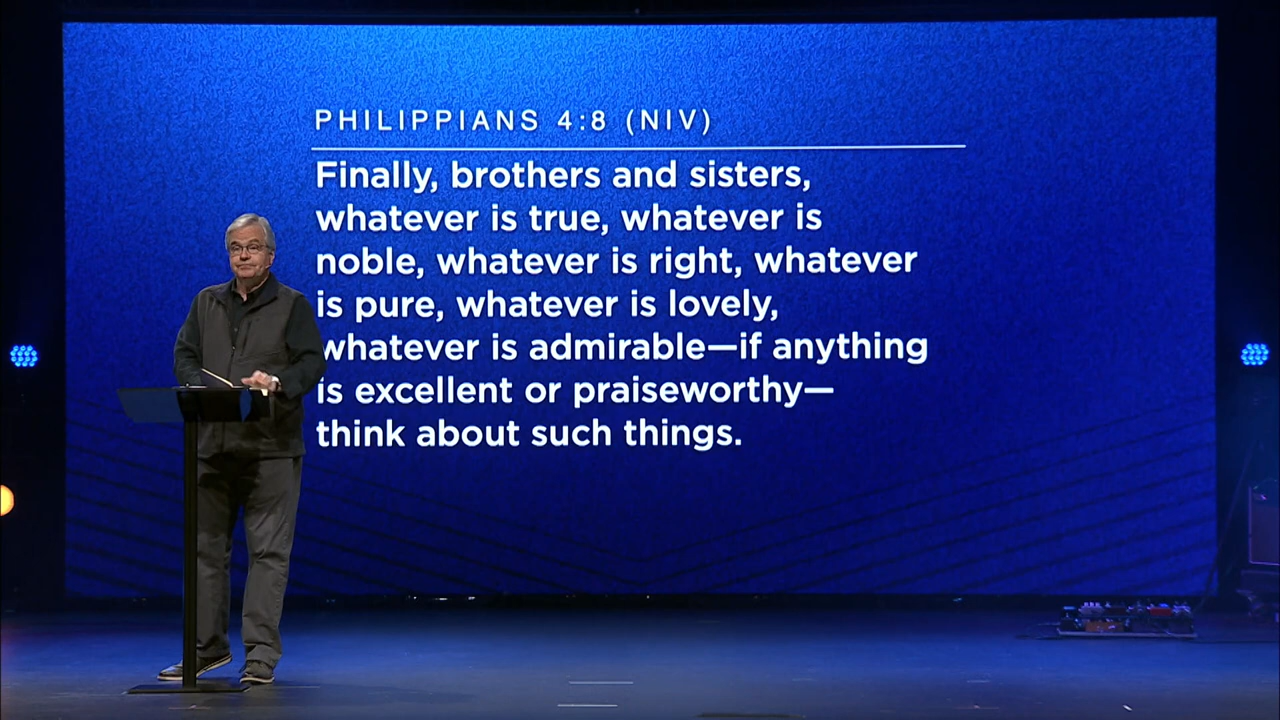 PHILIPPIANS 4:8 (NIV)
Finally, brothers and sisters,
whatever is true, whatever is
noble, whatever is right, whatever
is pure, whatever is lovely,
whatever is admirable—if anything
is excellent or praiseworthy—
think about such things.